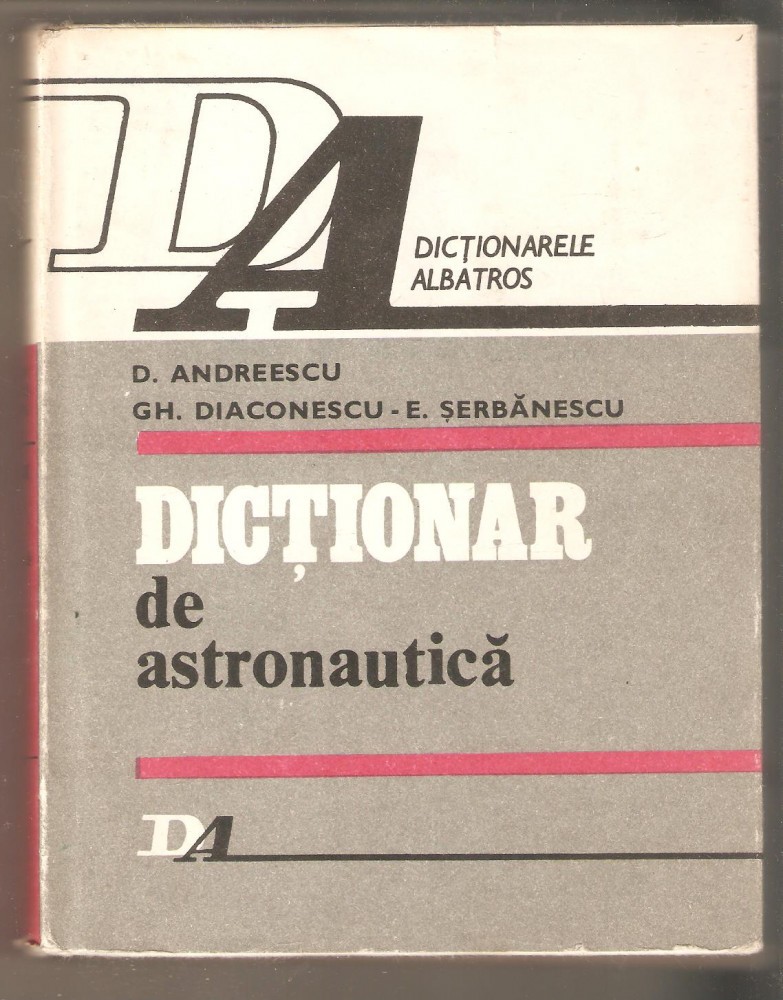 DA
DICȚIONARELE
ALBATROS
D. ANDREESCU
GH. DIACONESCU - E. ȘERBĂNESCU
DICȚIONAR
de
astronautică
DA